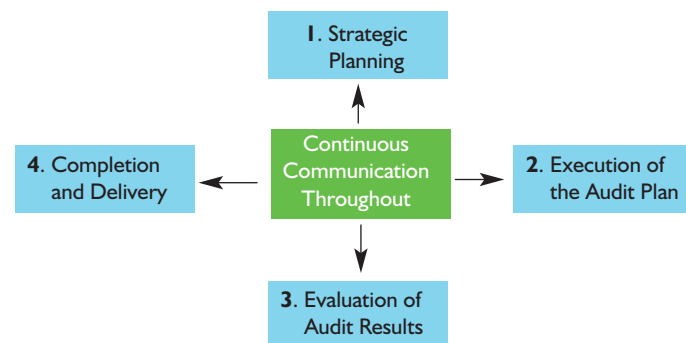 1. Strategic
Planning
Continuous
Communication
Throughout
2. Execution of
the Audit Plan
3. Evaluation of
Audit Results
4. Completion
and Delivery